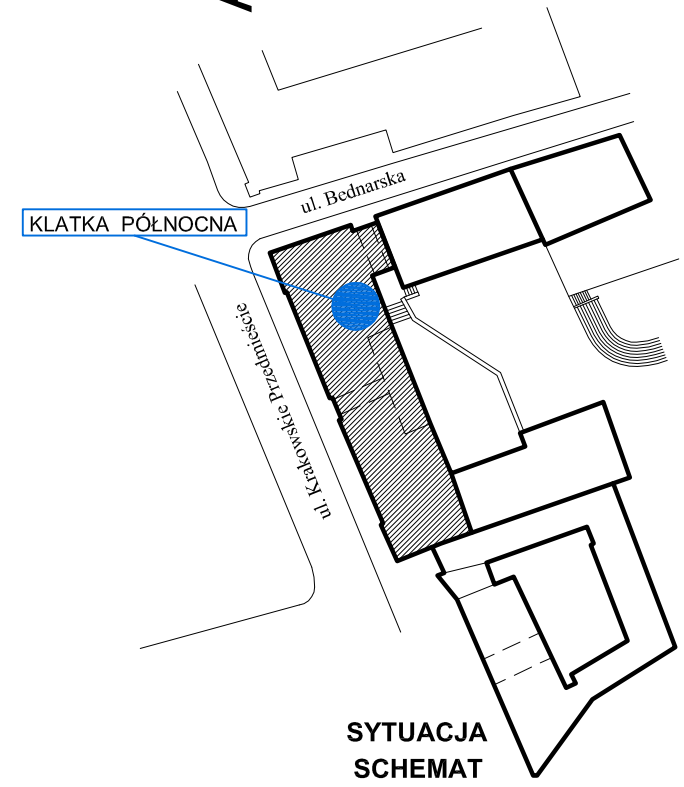 ul. Bednarska
KLATKA PÓŁNOCNA
ul. Krakowskie Przedmieście
SYTUACJA
SCHEMAT